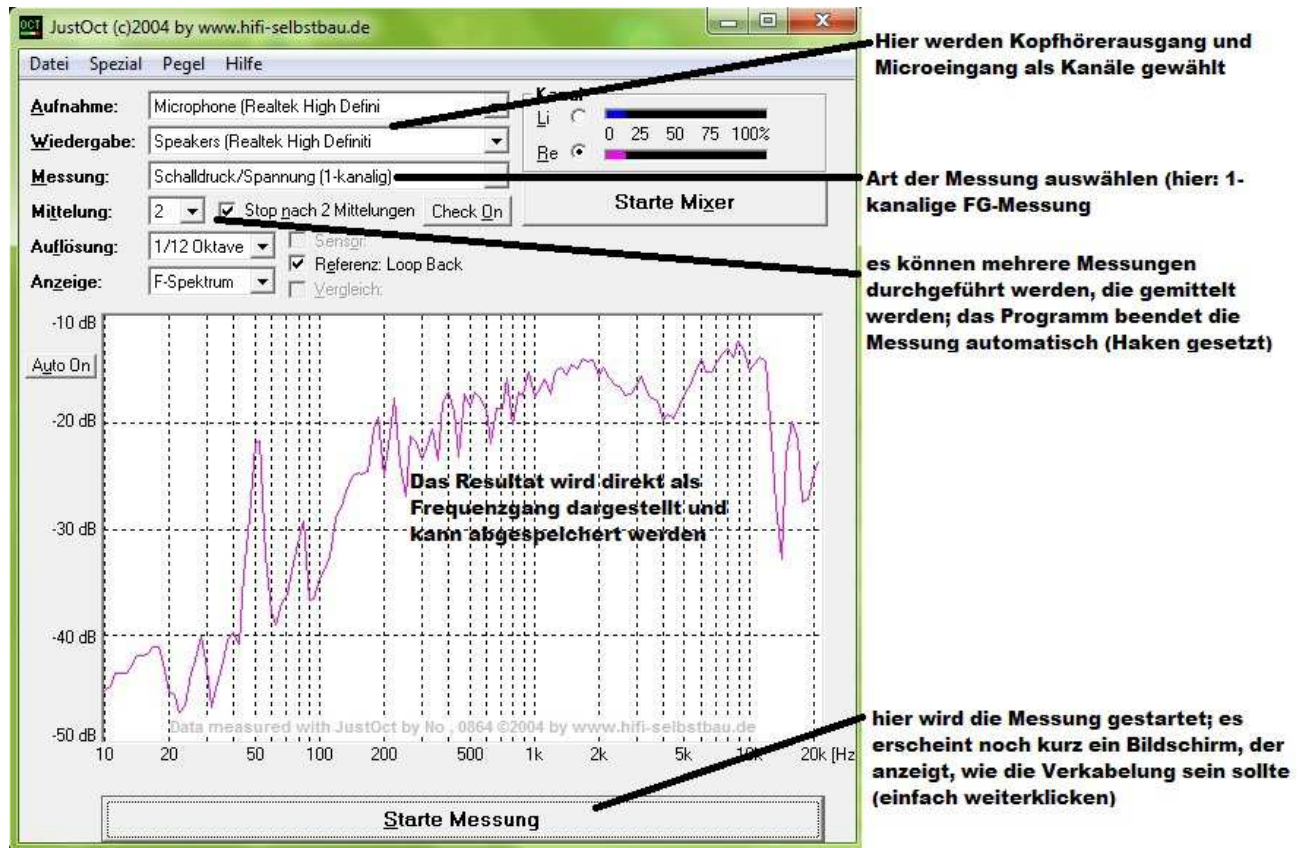 JustOct (c)2004 by www.hifi-selbstbau.de
Datei Spezial Pegel Hilfe
Aufnahme: Microphone (Realtek High Defini
Wiedergabe: Speakers (Realtek High Definiti
Messung: Schalldruck/Spannung (1-kanalig)
Mittelung: 2 Stop nach 2 Mittelungen Check On
Auflösung: 1/12 Oktave Sensor:
Referenz: Loop Back
Anzeige: F-Spektrum Vergleich:
Kanal
Li
0 25 50 75 100%
Re
Starte Mixer
Hier werden Kopfhörerausgang und
Microeingang als Kanäle gewählt
Art der Messung auswählen (hier: 1-
kanalige FG-Messung
es können mehrere Messungen
durchgeführt werden, die gemittelt
werden; das Programm beendet die
Messung automatisch (Haken gesetzt)
-10 dB
Auto On
-20 dB
-30 dB
-40 dB
-50 dB
Das Resultat wird direkt als
Frequenzgang dargestellt und
kann abgespeichert werden
Data measured with JustOct by No . 0864 ©2004 by www.hifi-selbstbau.de
10 20 50 100 200 500 1k 2k 5k 10k 20k [Hz
hier wird die Messung gestartet; es
erscheint noch kurz ein Bildschirm, der
anzeigt, wie die Verkabelung sein sollte
(einfach weiterklicken)
Starte Messung